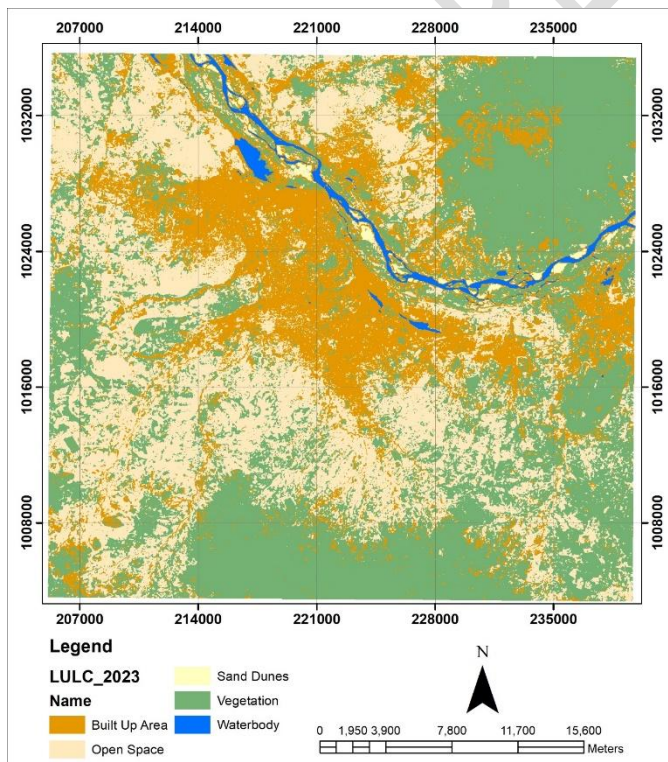 207000 214000 221000 228000 235000
1032000 1032000
1024000 1024000
1016000 1016000
1008000 1008000
207000 214000 221000 228000 235000
Legend
LULC_2023
Name
Built Up Area
Open Space
Sand Dunes
Vegetation
Waterbody
N
0 1,950 3,900 7,800 11,700 15,600
Meters